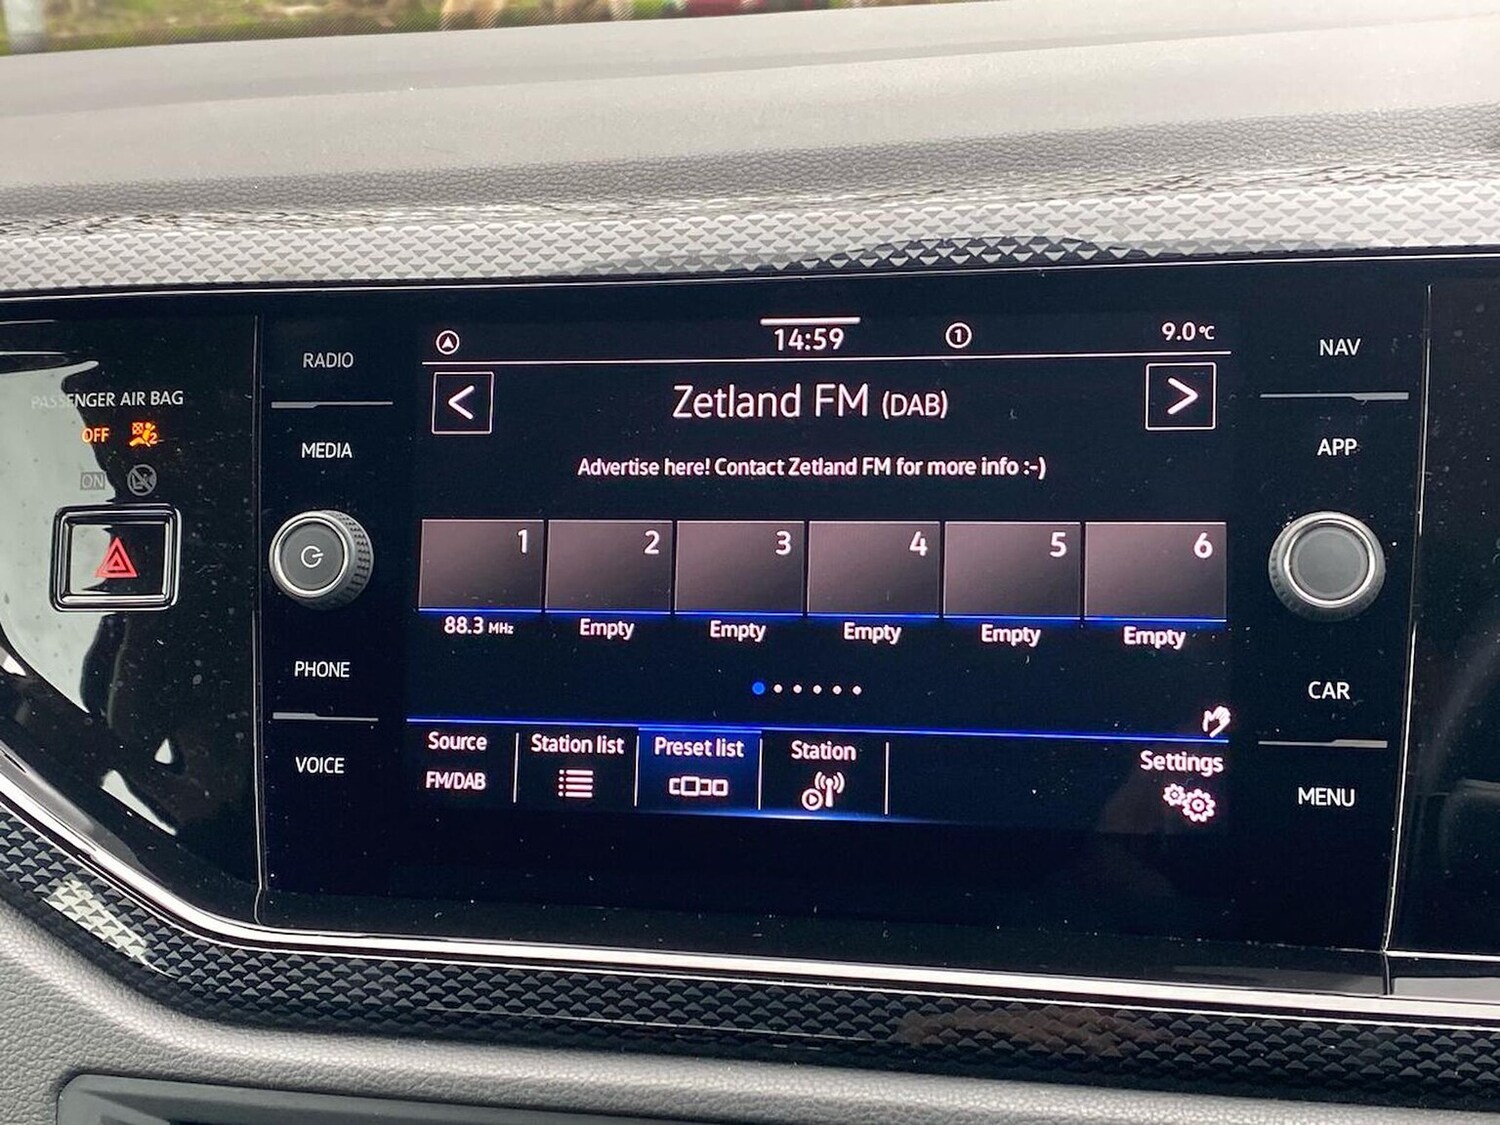 PASSENGER AIR BAG
OFF
2
ON
RADIO
MEDIA
PHONE
VOICE
14:59
1
9.0 °C
<
Zetland FM (DAB)
>
Advertise here! Contact Zetland FM for more info :-)
1 2 3 4 5 6
88.3 MHz Empty Empty Empty Empty Empty
Source Station list Preset list Station Settings
FM/DAB
NAV
APP
CAR
MENU